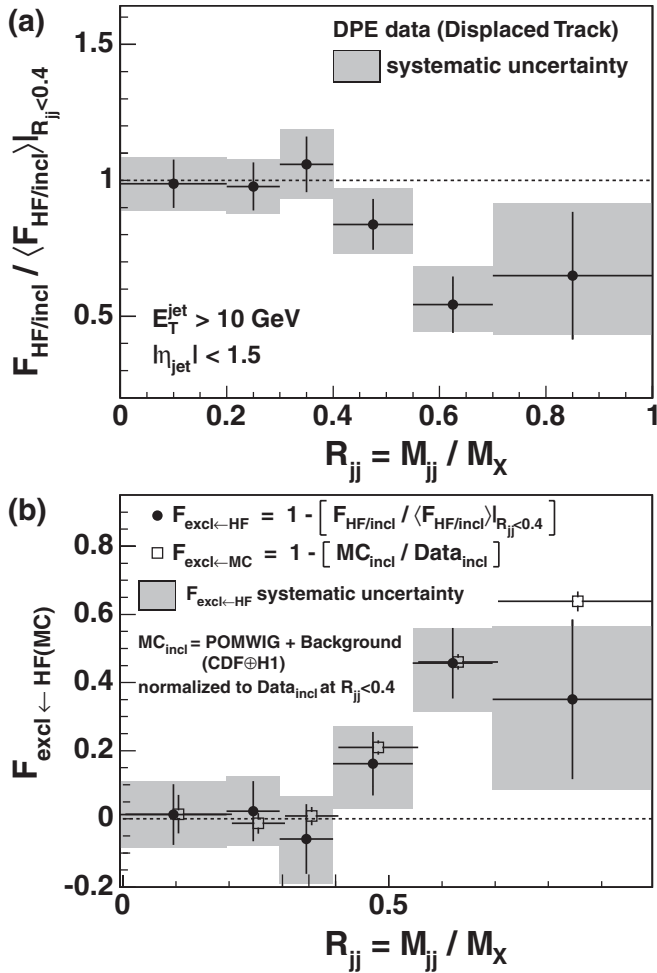 (a)
1.5
1
0.5
F_HF/incl / ⟨F_HF/incl⟩|_R_jj<0.4
DPE data (Displaced Track)
systematic uncertainty
E_T^jet > 10 GeV
|η_jet| < 1.5
0 0.2 0.4 0.6 0.8 1
R_jj = M_jj / M_X
(b)
0.8
0.6
0.4
0.2
0
-0.2
F_excl ← HF(MC)
F_excl←HF = 1 - [ F_HF/incl / ⟨F_HF/incl⟩|_R_jj<0.4 ]
F_excl←MC = 1 - [ MC_incl / Data_incl ]
F_excl←HF systematic uncertainty
MC_incl = POMWIG + Background
(CDF⊕H1)
normalized to Data_incl at R_jj<0.4
0 0.5
R_jj = M_jj / M_X